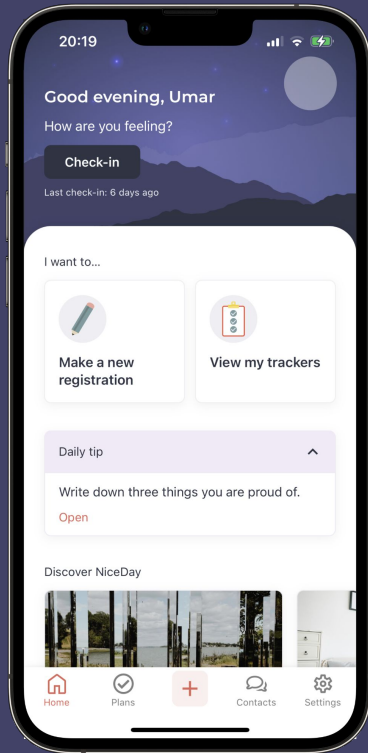 20:19
Good evening, Umar
How are you feeling?
Check-in
Last check-in: 6 days ago
I want to...
Make a new
registration
View my trackers
Daily tip
Write down three things you are proud of.
Open
Discover NiceDay
Home
Plans
Contacts
Settings